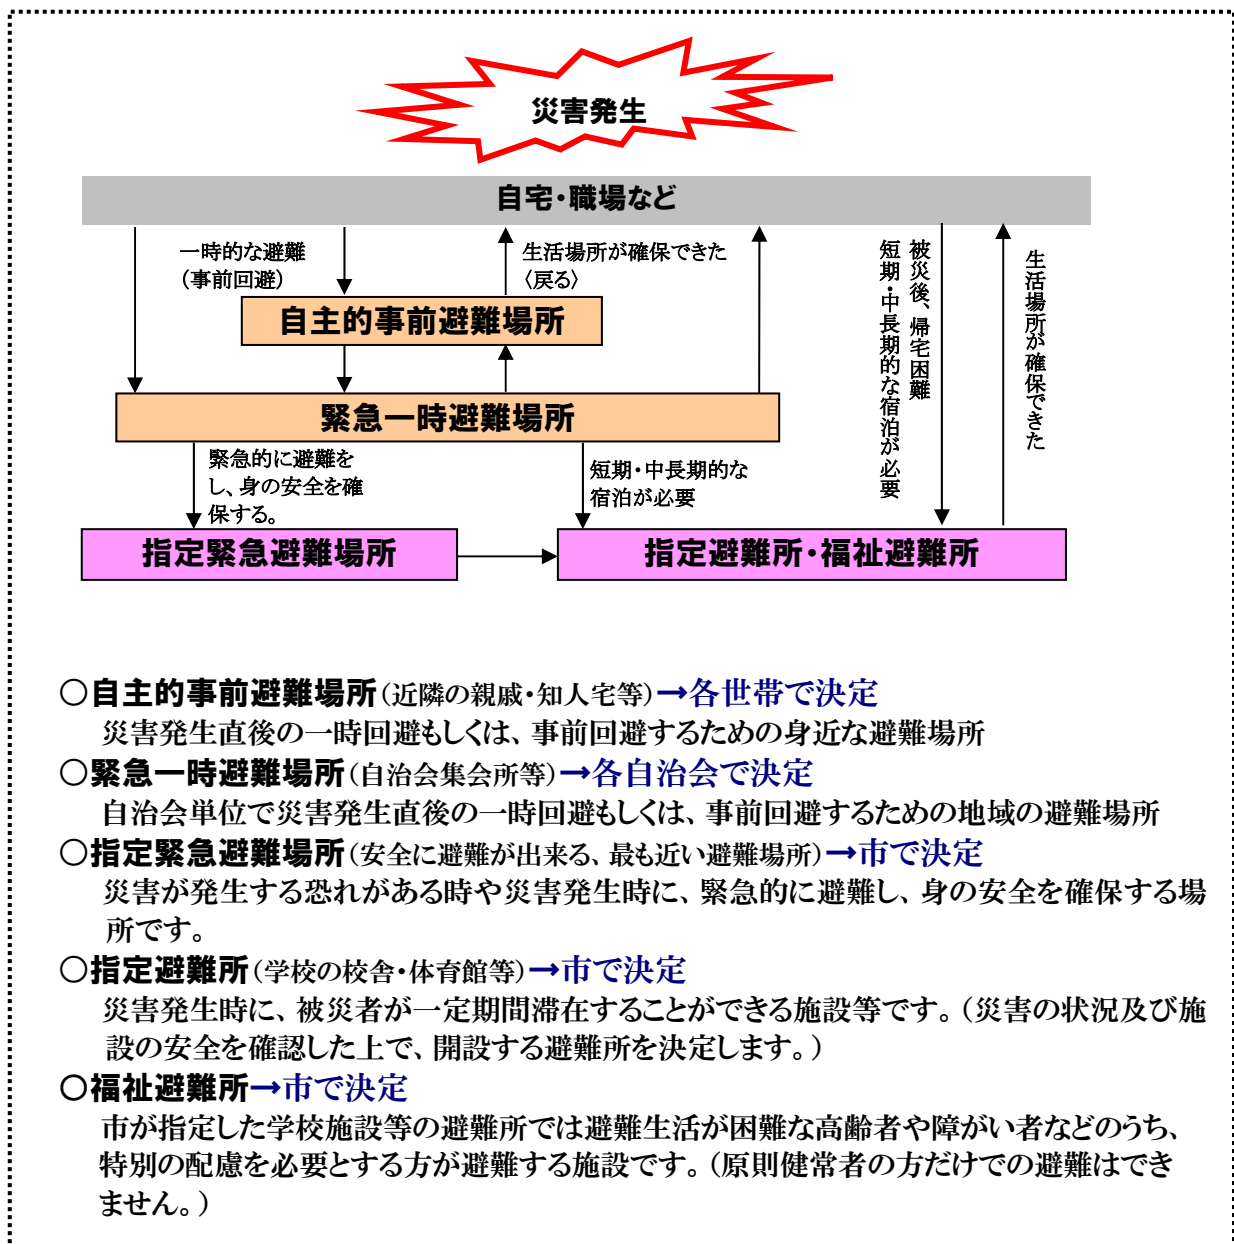 災害発生
自宅・職場など
一時的な避難
（事前回避）
生活場所が確保できた
〈戻る〉
被災後、帰宅困難
短期・中長期的な宿泊が必要
生活場所が確保できた
自主的事前避難場所
緊急一時避難場所
緊急的に避難を
し、身の安全を確
保する。
短期・中長期的な
宿泊が必要
指定緊急避難場所
指定避難所・福祉避難所
〇自主的事前避難場所（近隣の親戚・知人宅等）→各世帯で決定
災害発生直後の一時回避もしくは、事前回避するための身近な避難場所
〇緊急一時避難場所（自治会集会所等）→各自治会で決定
自治会単位で災害発生直後の一時回避もしくは、事前回避するための地域の避難場所
〇指定緊急避難場所（安全に避難が出来る、最も近い避難場所）→市で決定
災害が発生する恐れがある時や災害発生時に、緊急的に避難し、身の安全を確保する場
所です。
〇指定避難所（学校の校舎・体育館等）→市で決定
災害発生時に、被災者が一定期間滞在することができる施設等です。（災害の状況及び施
設の安全を確認した上で、開設する避難所を決定します。）
〇福祉避難所→市で決定
市が指定した学校施設等の避難所では避難生活が困難な高齢者や障がい者などのうち、
特別の配慮を必要とする方が避難する施設です。（原則健常者の方だけでの避難はでき
ません。）